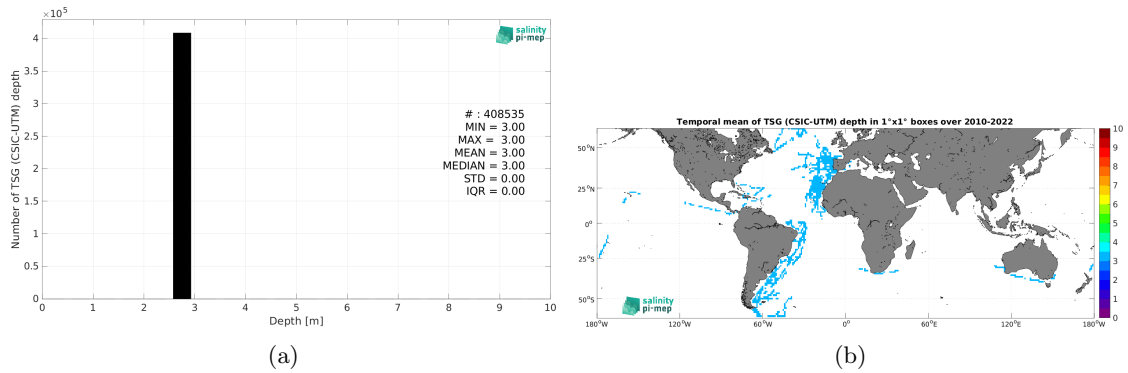 ×10⁵
4
3.5
3
2.5
2
1.5
1
0.5
0
Number of TSG (CSIC-UTM) depth
salinity
pi-mep
# : 408535
MIN = 3.00
MAX = 3.00
MEAN = 3.00
MEDIAN = 3.00
STD = 0.00
IQR = 0.00
0 1 2 3 4 5 6 7 8 9 10
Depth [m]
(a)
Temporal mean of TSG (CSIC-UTM) depth in 1°x1° boxes over 2010-2022
50°N
25°N
0°
25°S
50°S
salinity
pi-mep
180°W 120°W 60°W 0°E 60°E 120°E 180°W
10
9
8
7
6
5
4
3
2
1
0
(b)